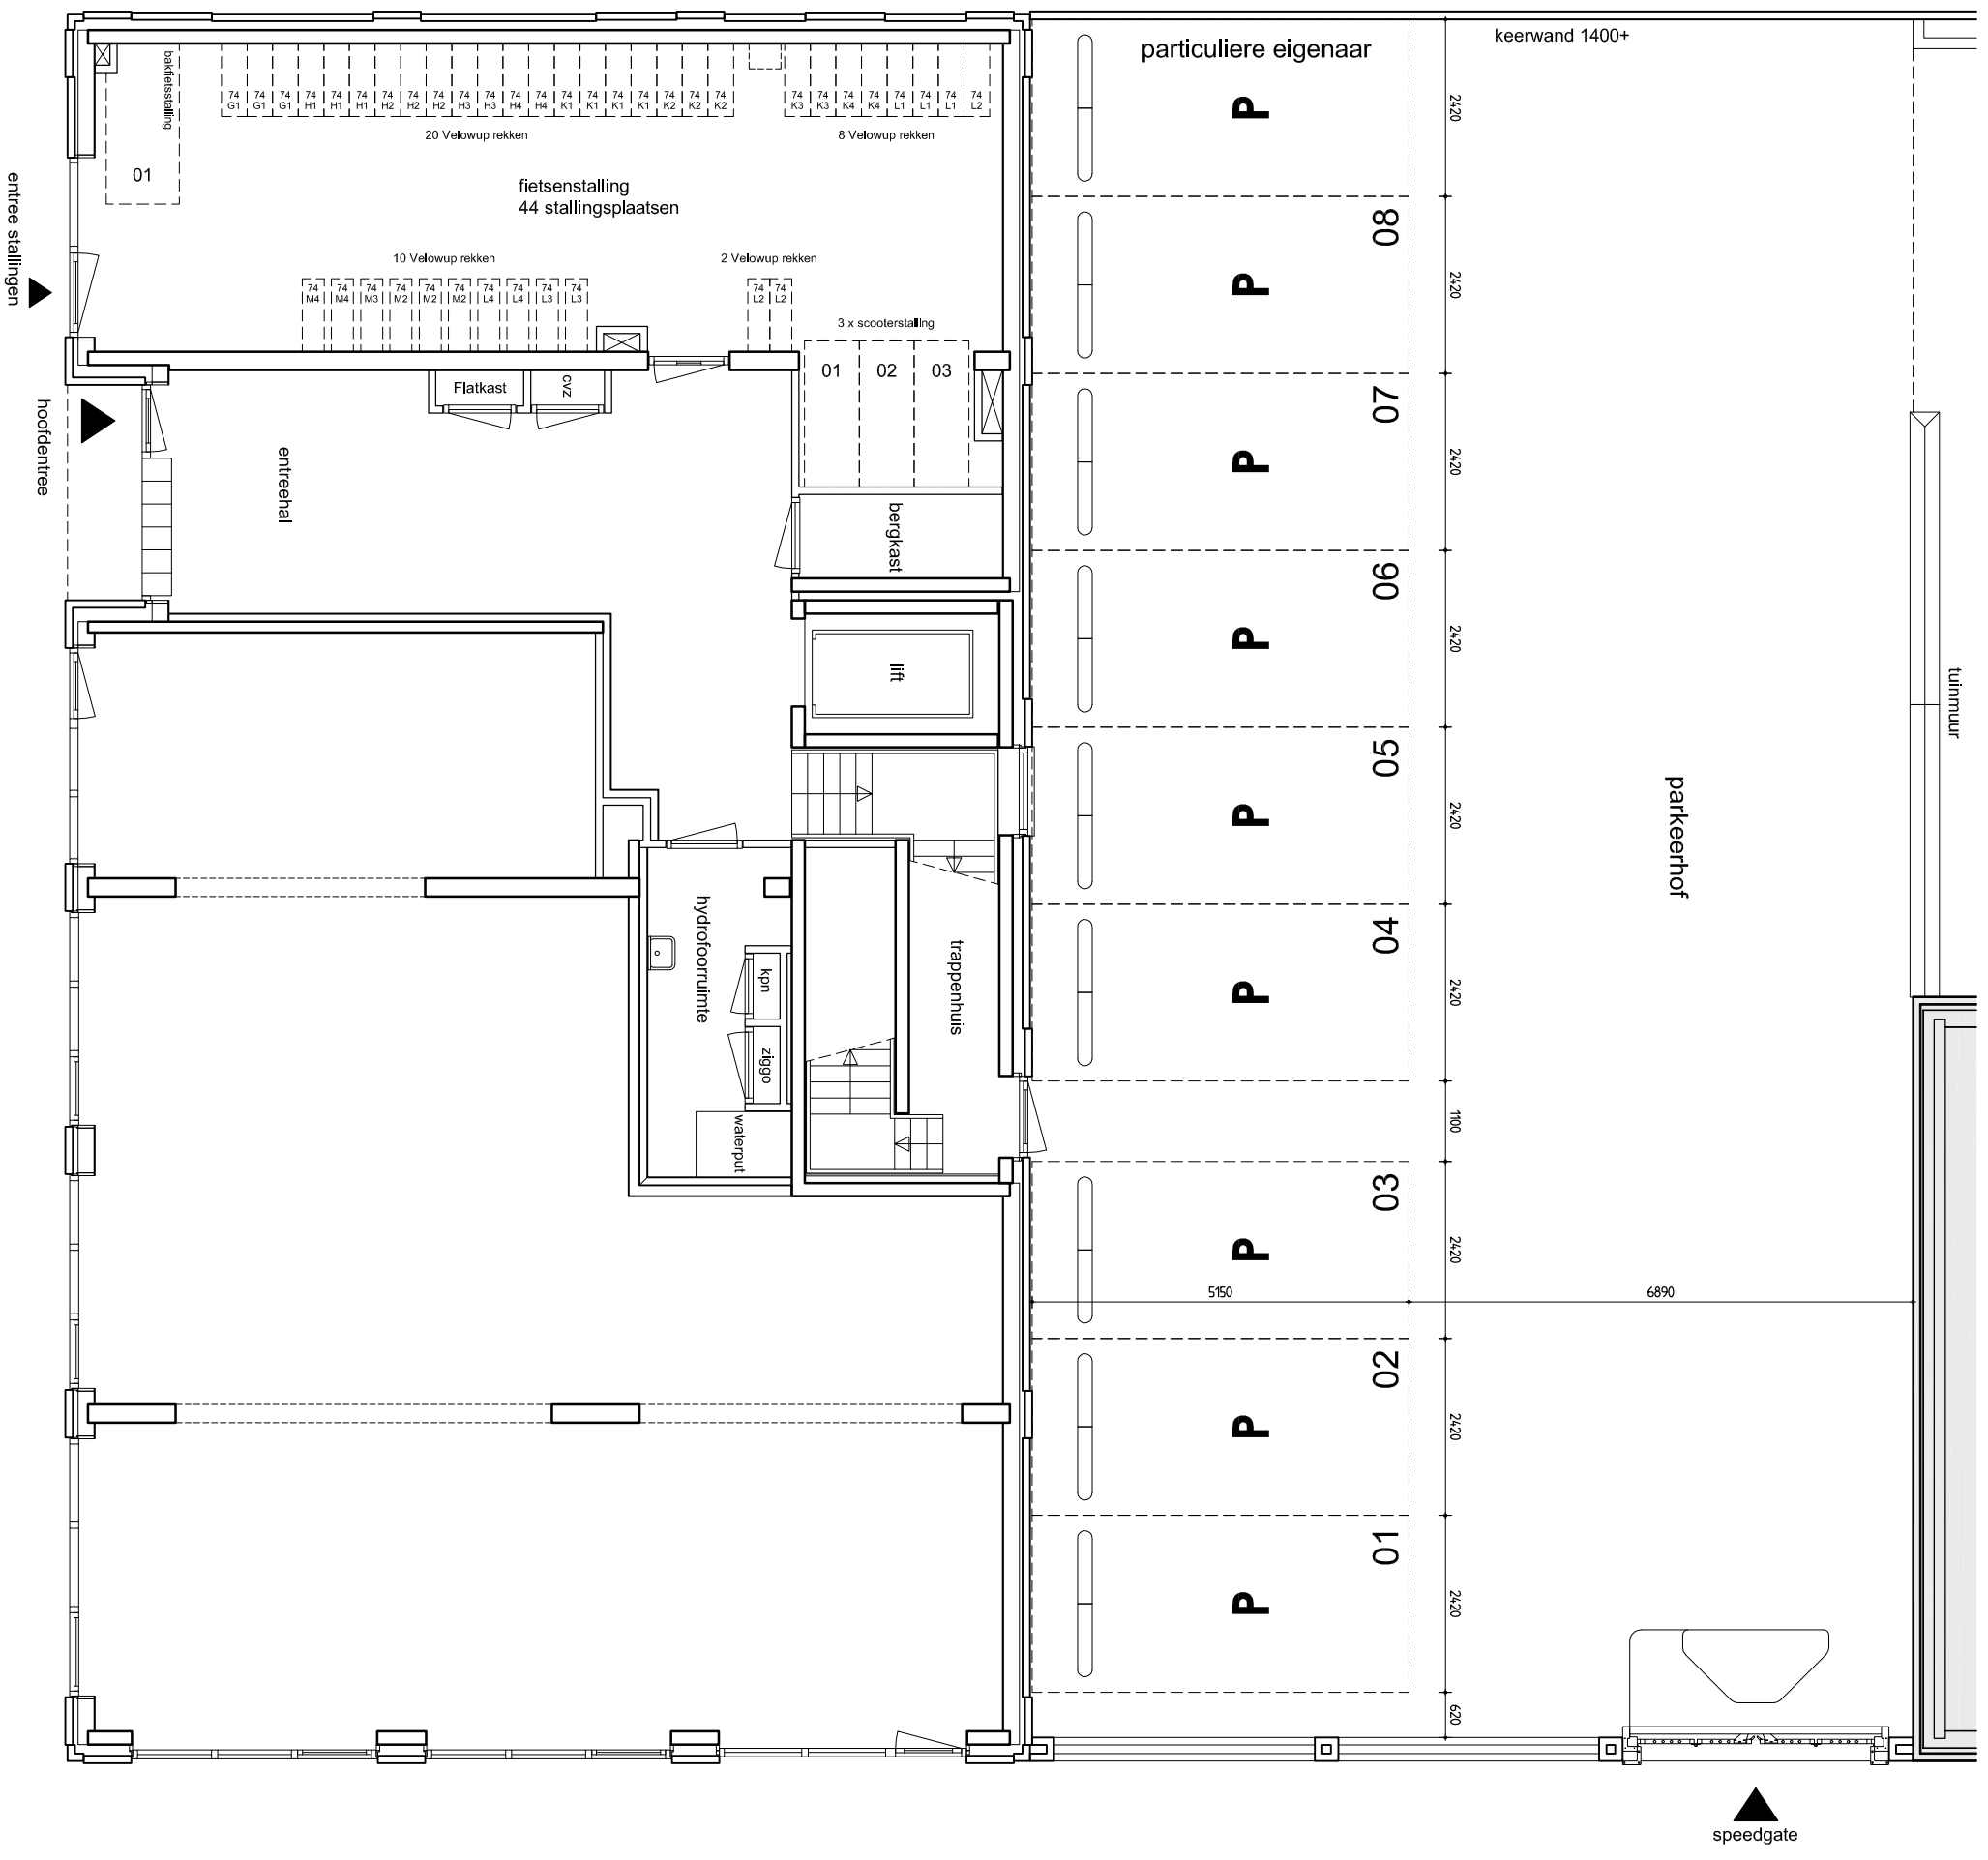 particuliere eigenaar
keerwand 1400+
bakfietsstalling
01
74 G1
74 G1
74 G1
74 H1
74 H1
74 H2
74 H2
74 H2
74 H3
74 H3
74 H4
74 H4
74 K1
74 K1
74 K1
74 K1
74 K2
74 K2
74 K2
74 K3
74 K3
74 K4
74 K4
74 L1
74 L1
74 L1
74 L2
20 Velowup rekken
8 Velowup rekken
fietsenstalling
44 stallingsplaatsen
entree stallingen
10 Velowup rekken
2 Velowup rekken
74 M4
74 M4
74 M3
74 M2
74 M2
74 M2
74 L4
74 L4
74 L3
74 L3
74 L2
74 L2
3 x scooterstallng
01
02
03
Flatkast
cvz
hoofdentree
entreehal
bergkast
lift
hydrofoorruimte
kpn
ziggo
waterput
trappenhuis
P
2420
08
P
2420
07
P
2420
06
P
2420
05
P
2420
04
P
2420
1100
03
P
2420
5150
6890
02
P
2420
01
P
2420
620
tuinmuur
parkeerhof
speedgate